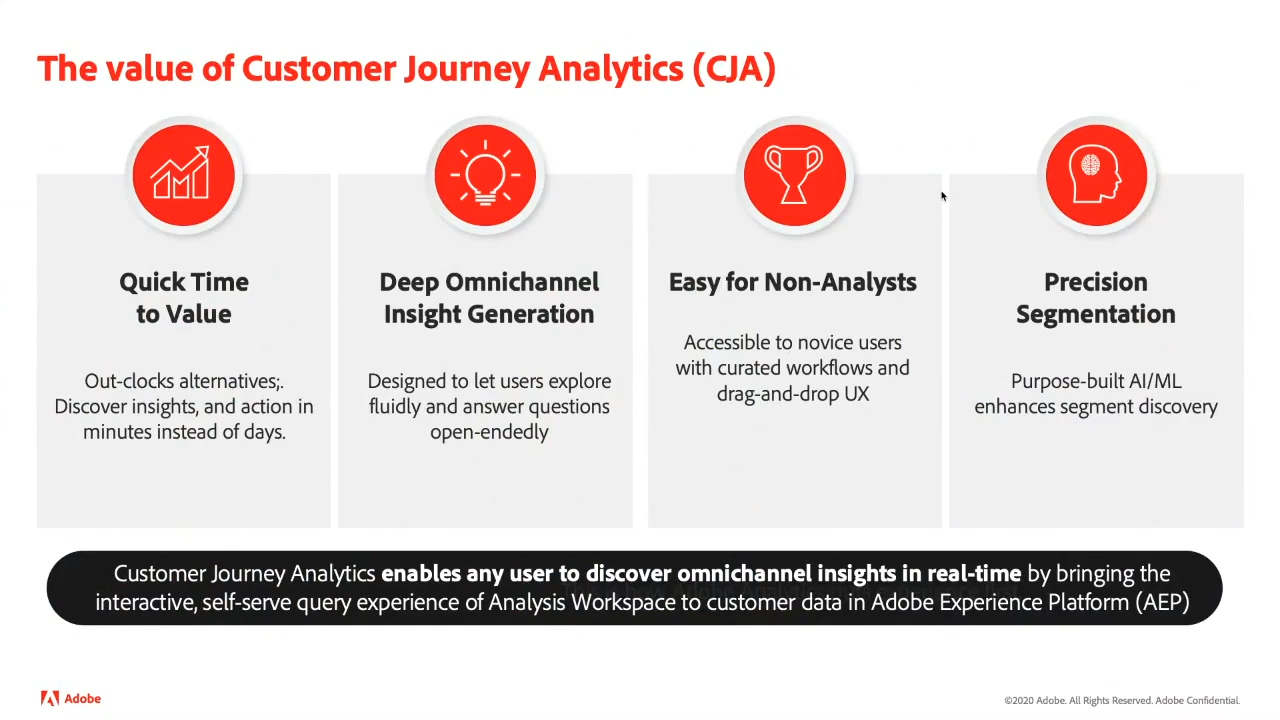 The value of Customer Journey Analytics (CJA)
Quick Time
to Value
Out-clocks alternatives;.
Discover insights, and action in
minutes instead of days.
Deep Omnichannel
Insight Generation
Designed to let users explore
fluidly and answer questions
open-endedly
Easy for Non-Analysts
Accessible to novice users
with curated workflows and
drag-and-drop UX
Precision
Segmentation
Purpose-built AI/ML
enhances segment discovery
Customer Journey Analytics enables any user to discover omnichannel insights in real-time by bringing the
interactive, self-serve query experience of Analysis Workspace to customer data in Adobe Experience Platform (AEP)
Adobe
©2020 Adobe. All Rights Reserved. Adobe Confidential.